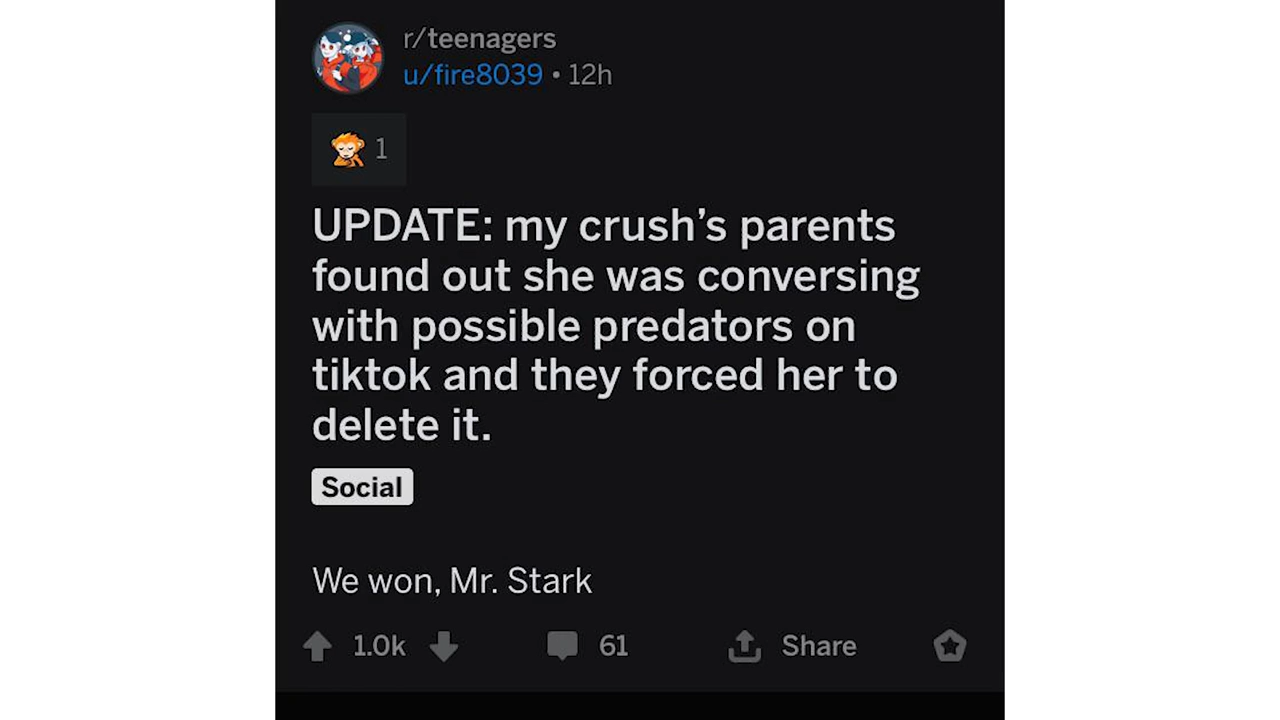 r/teenagers
u/fire8039 • 12h
1
UPDATE: my crush’s parents
found out she was conversing
with possible predators on
tiktok and they forced her to
delete it.
Social
We won, Mr. Stark
1.0k 61 Share